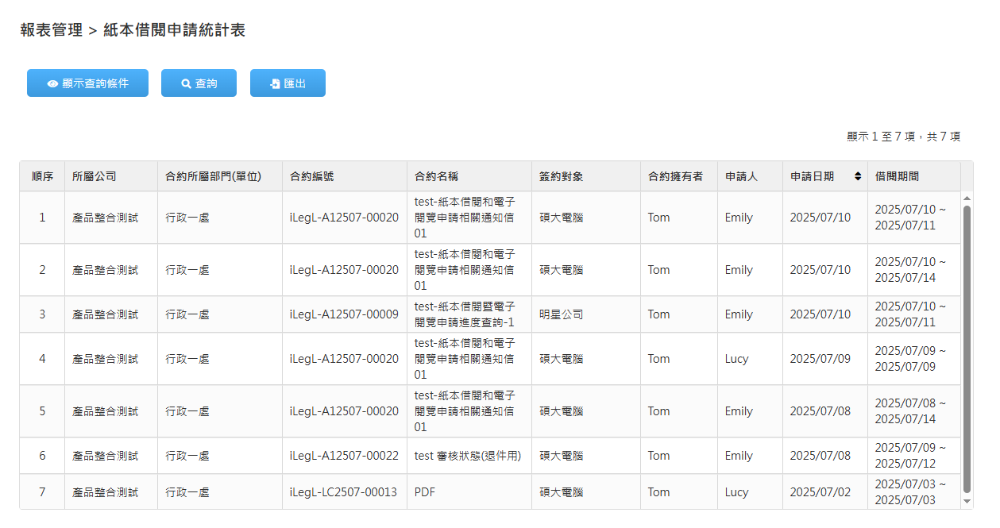 報表管理 > 紙本借閱申請統計表
顯示查詢條件 查詢 匯出
顯示 1 至 7 項，共 7 項
順序 所屬公司 合約所屬部門(單位) 合約編號 合約名稱 簽約對象 合約擁有者 申請人 申請日期 借閱期間
1 產品整合測試 行政一處 iLegL-A12507-00020 test-紙本借閱和電子閱覽申請相關通知信01 碩大電腦 Tom Emily 2025/07/10 2025/07/10 ~ 2025/07/11
2 產品整合測試 行政一處 iLegL-A12507-00020 test-紙本借閱和電子閱覽申請相關通知信01 碩大電腦 Tom Emily 2025/07/10 2025/07/10 ~ 2025/07/14
3 產品整合測試 行政一處 iLegL-A12507-00009 test-紙本借閱暨電子閱覽申請進度查詢-1 明星公司 Tom Emily 2025/07/10 2025/07/10 ~ 2025/07/11
4 產品整合測試 行政一處 iLegL-A12507-00020 test-紙本借閱和電子閱覽申請相關通知信01 碩大電腦 Tom Lucy 2025/07/09 2025/07/09 ~ 2025/07/09
5 產品整合測試 行政一處 iLegL-A12507-00020 test-紙本借閱和電子閱覽申請相關通知信01 碩大電腦 Tom Emily 2025/07/08 2025/07/08 ~ 2025/07/14
6 產品整合測試 行政一處 iLegL-A12507-00022 test 審核狀態(退件用) 碩大電腦 Tom Emily 2025/07/08 2025/07/09 ~ 2025/07/12
7 產品整合測試 行政一處 iLegL-LC2507-00013 PDF 碩大電腦 Tom Lucy 2025/07/02 2025/07/03 ~ 2025/07/03